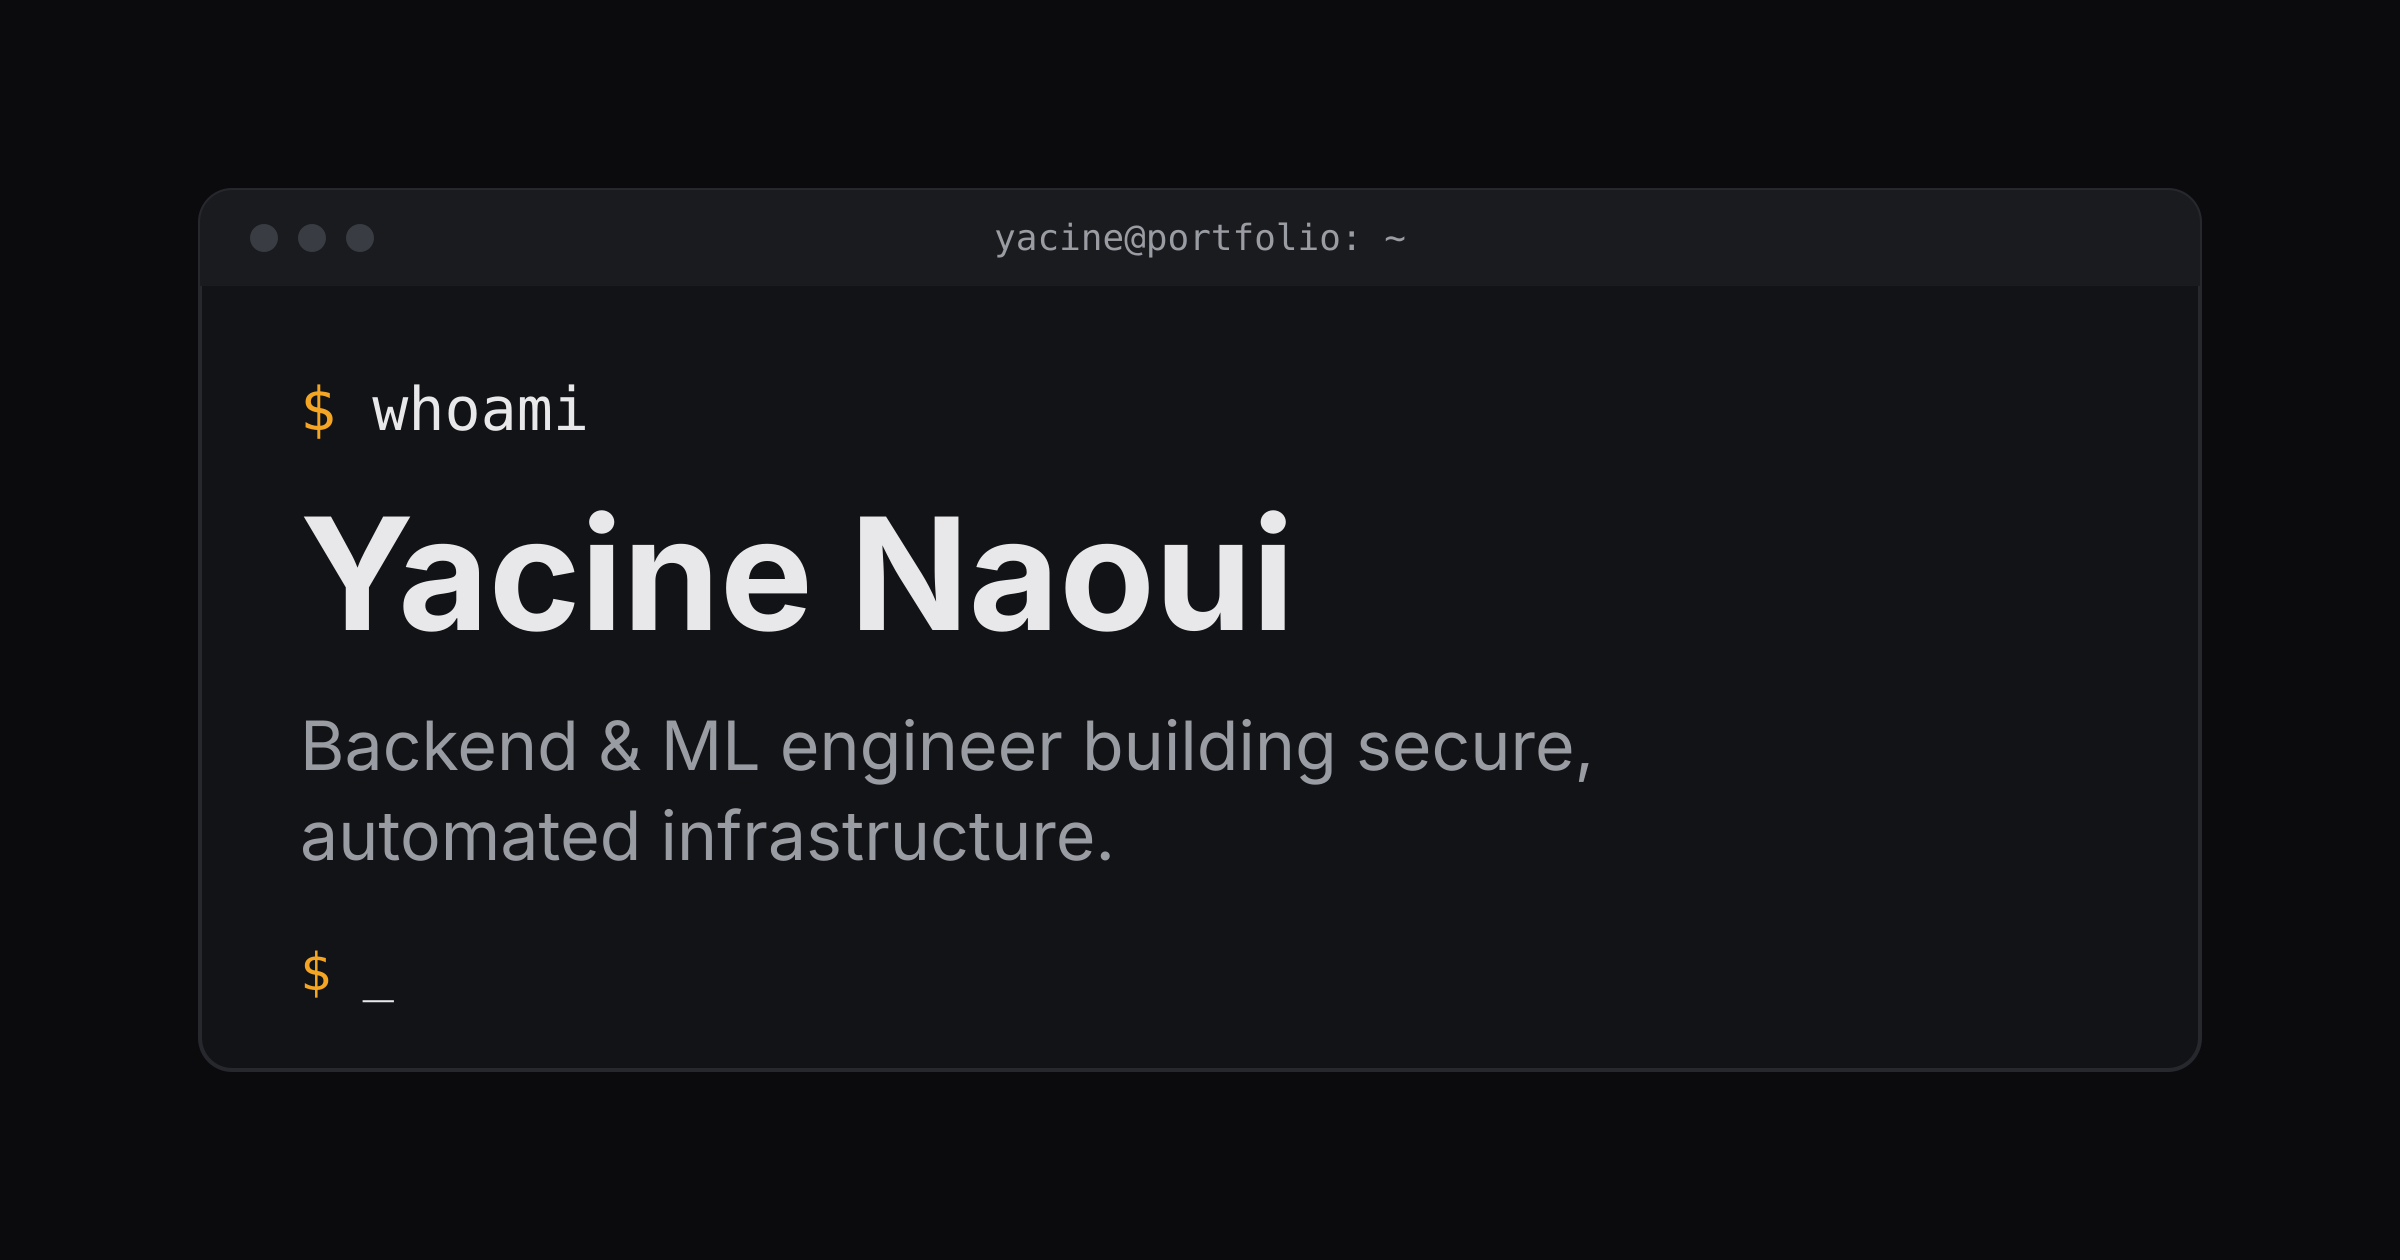 yacine@portfolio: ~
$ whoami
Yacine Naoui
Backend & ML engineer building secure,
automated infrastructure.
$ _